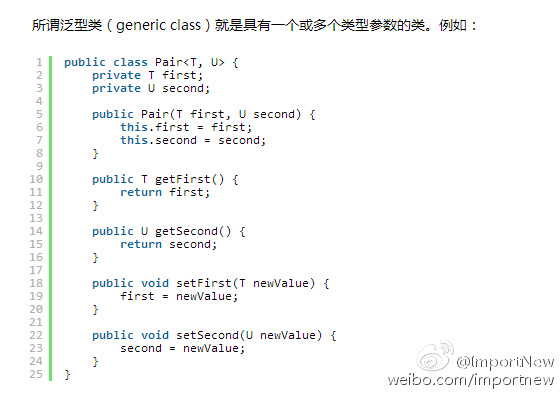 所谓泛型类（generic class）就是具有一个或多个类型参数的类。例如：
1 public class Pair<T, U> {
2     private T first;
3     private U second;
4
5     public Pair(T first, U second) {
6         this.first = first;
7         this.second = second;
8     }
9
10     public T getFirst() {
11         return first;
12     }
13
14     public U getSecond() {
15         return second;
16     }
17
18     public void setFirst(T newValue) {
19         first = newValue;
20     }
21
22     public void setSecond(U newValue) {
23         second = newValue;
24     }
25 }
@ImportNew
weibo.com/importnew